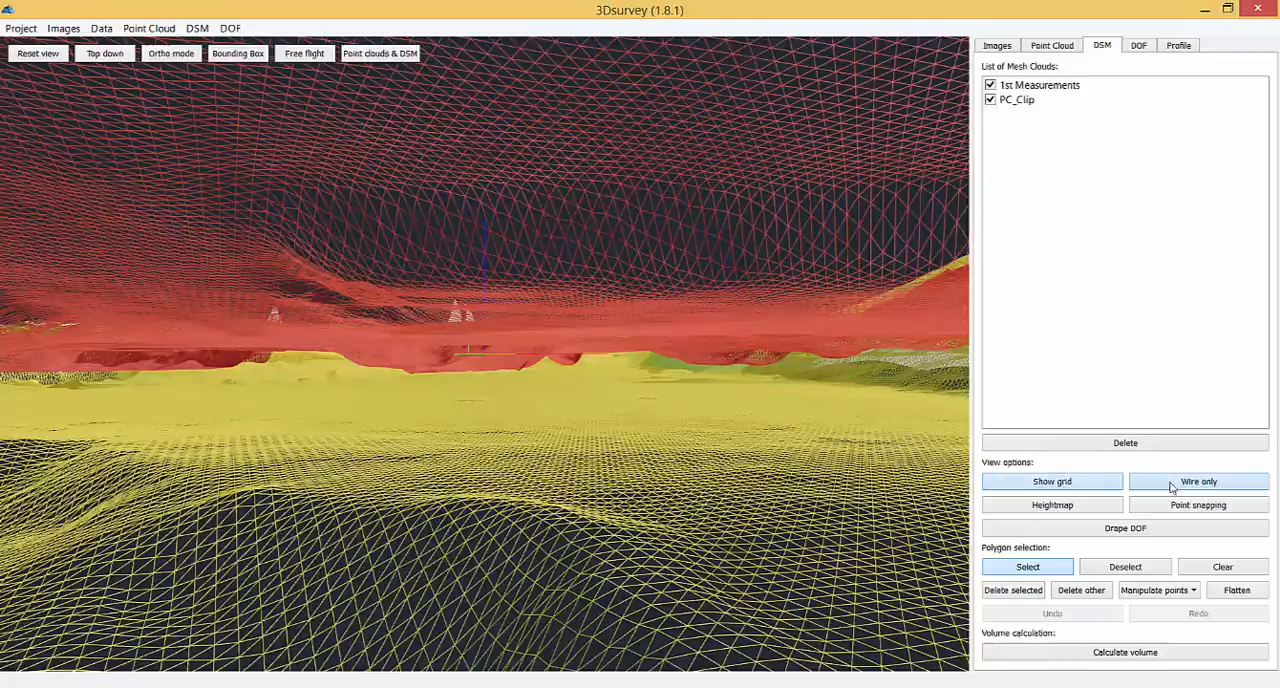 3Dsurvey (1.8.1)
Project Images Data Point Cloud DSM DOF
Reset view Top down Ortho mode Bounding Box Free flight Point clouds & DSM
Images Point Cloud DSM DOF Profile
List of Mesh Clouds:
1st Measurements
PC_Clip
Delete
View options:
Show grid Wire only
Heightmap Point snapping
Drape DOF
Polygon selection:
Select Deselect Clear
Delete selected Delete other Manipulate points Flatten
Undo Redo
Volume calculation:
Calculate volume